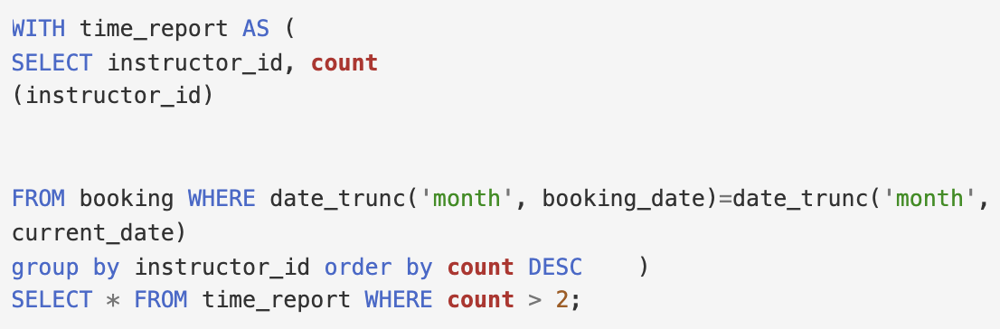 WITH time_report AS (
SELECT instructor_id, count
(instructor_id)
FROM booking WHERE date_trunc('month', booking_date)=date_trunc('month',
current_date)
group by instructor_id order by count DESC    )
SELECT * FROM time_report WHERE count > 2;